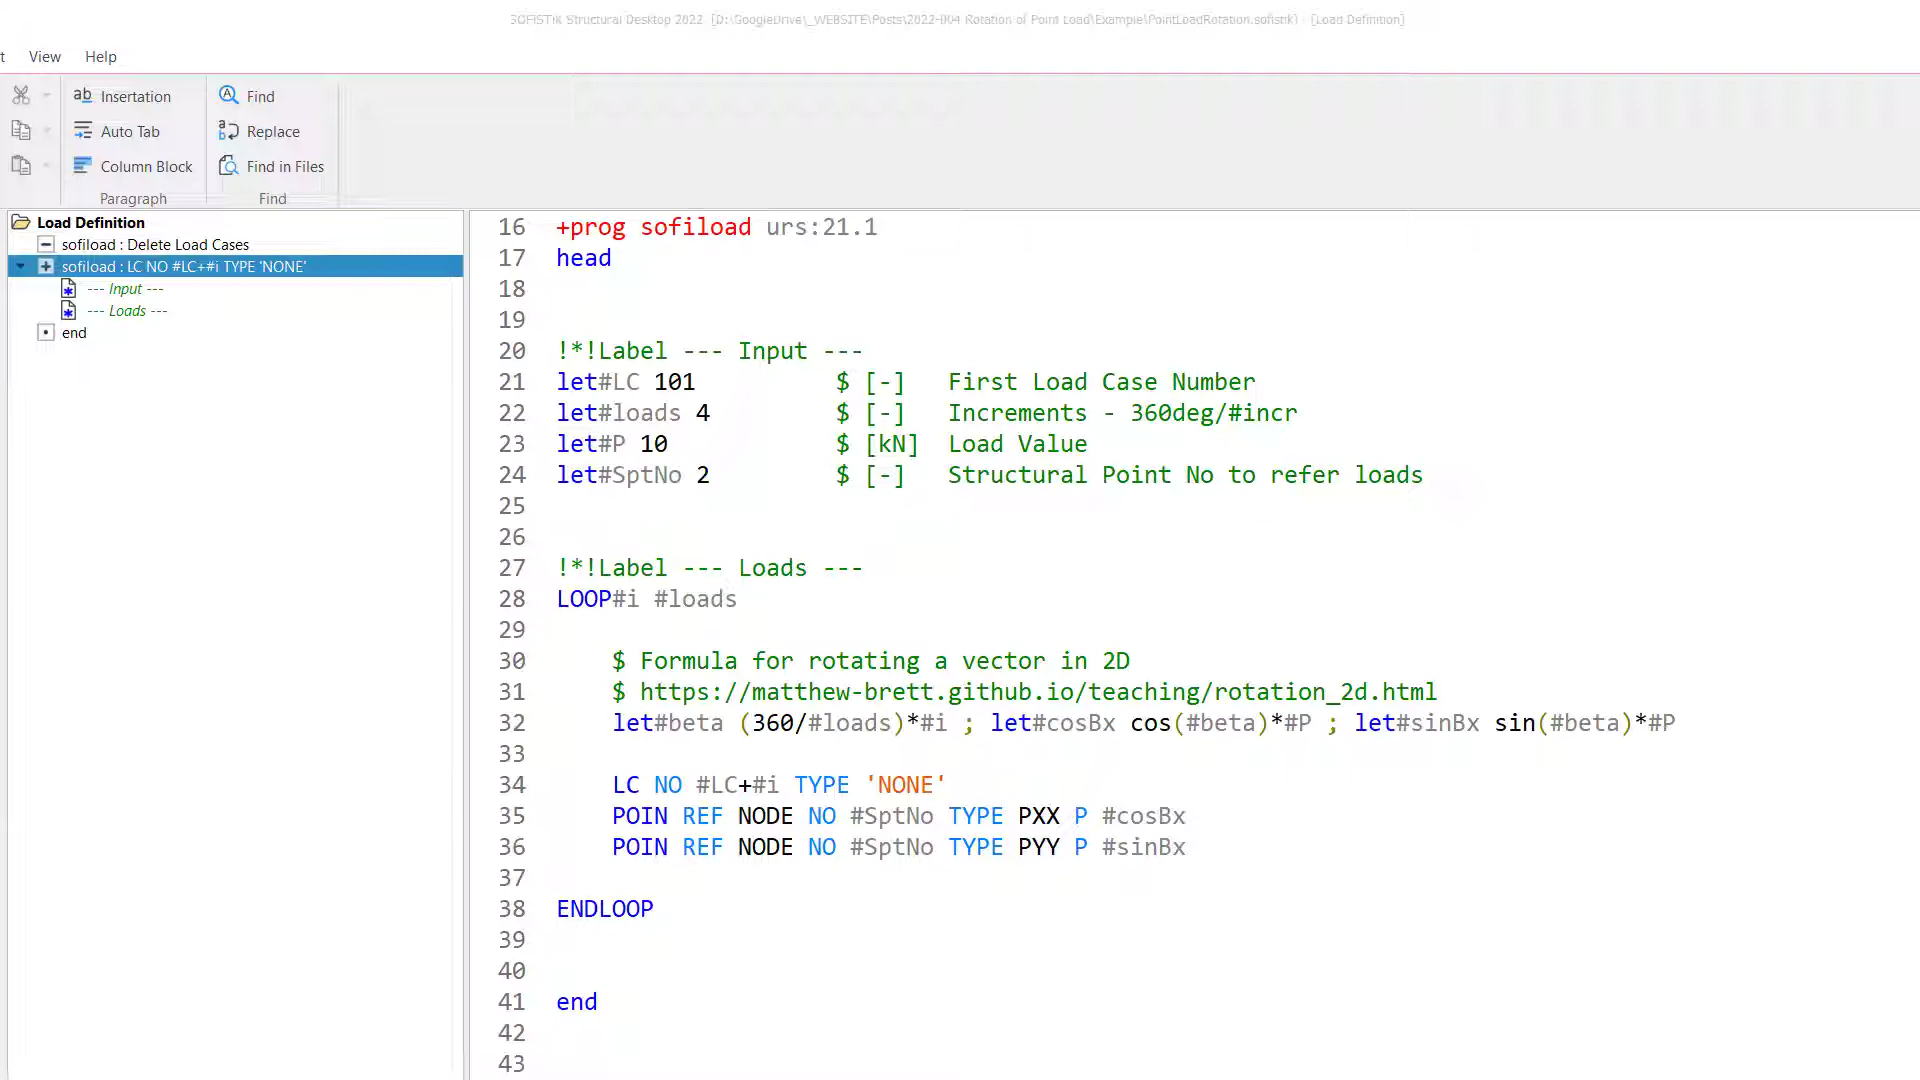 SOFiSTiK Structural Desktop 2022 [D:\GoogleDrive\_WEBSITE\Posts\2022-004 Rotation of Point Load\Example\PointLoadRotation.sofistik] - [Load Definition]
t View Help
Insertation
Auto Tab
Column Block
Paragraph
Find
Replace
Find in Files
Find
Load Definition
sofiload : Delete Load Cases
sofiload : LC NO #LC+#i TYPE 'NONE'
--- Input ---
--- Loads ---
end
16 +prog sofiload urs:21.1
17 head
18
19
20 !*!Label --- Input ---
21 let#LC 101 $ [-] First Load Case Number
22 let#loads 4 $ [-] Increments - 360deg/#incr
23 let#P 10 $ [kN] Load Value
24 let#SptNo 2 $ [-] Structural Point No to refer loads
25
26
27 !*!Label --- Loads ---
28 LOOP#i #loads
29
30 $ Formula for rotating a vector in 2D
31 $ https://matthew-brett.github.io/teaching/rotation_2d.html
32 let#beta (360/#loads)*#i ; let#cosBx cos(#beta)*#P ; let#sinBx sin(#beta)*#P
33
34 LC NO #LC+#i TYPE 'NONE'
35 POIN REF NODE NO #SptNo TYPE PXX P #cosBx
36 POIN REF NODE NO #SptNo TYPE PYY P #sinBx
37
38 ENDLOOP
39
40
41 end
42
43